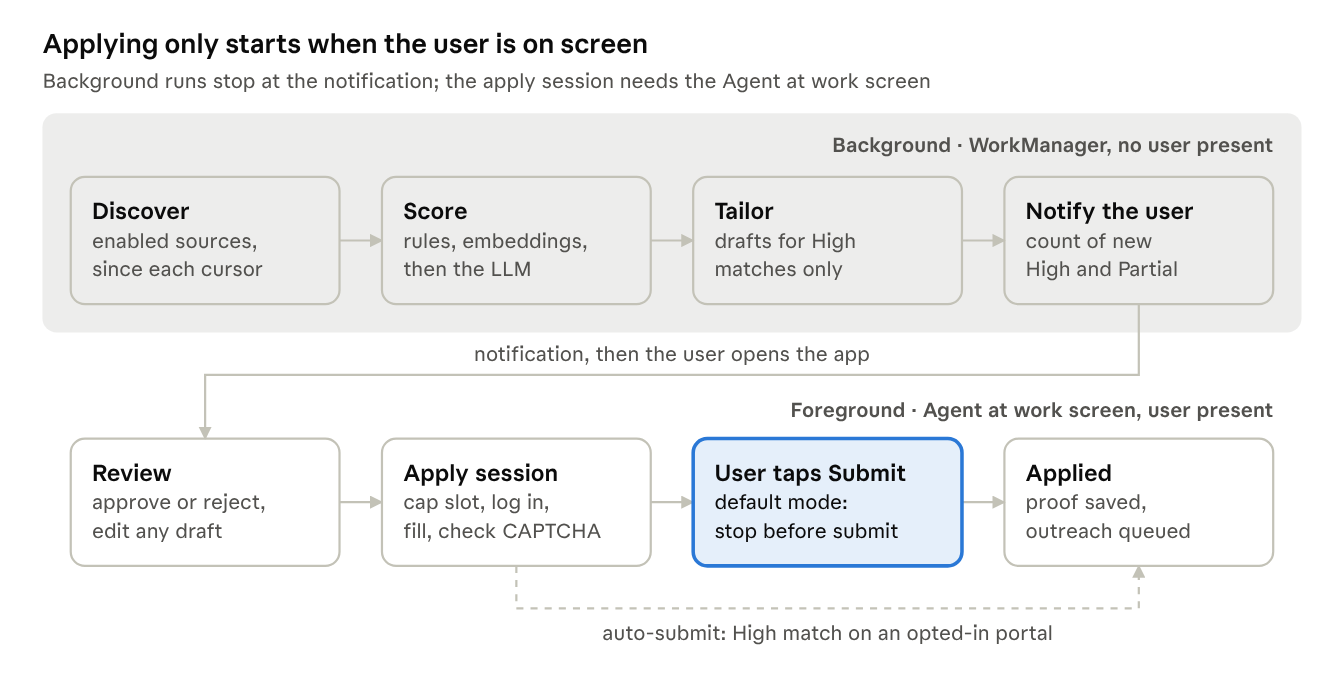 Applying only starts when the user is on screen
Background runs stop at the notification; the apply session needs the Agent at work screen
Background · WorkManager, no user present
Discover
enabled sources,
since each cursor
Score
rules, embeddings,
then the LLM
Tailor
drafts for High
matches only
Notify the user
count of new
High and Partial
notification, then the user opens the app
Foreground · Agent at work screen, user present
Review
approve or reject,
edit any draft
Apply session
cap slot, log in,
fill, check CAPTCHA
User taps Submit
default mode:
stop before submit
Applied
proof saved,
outreach queued
auto-submit: High match on an opted-in portal